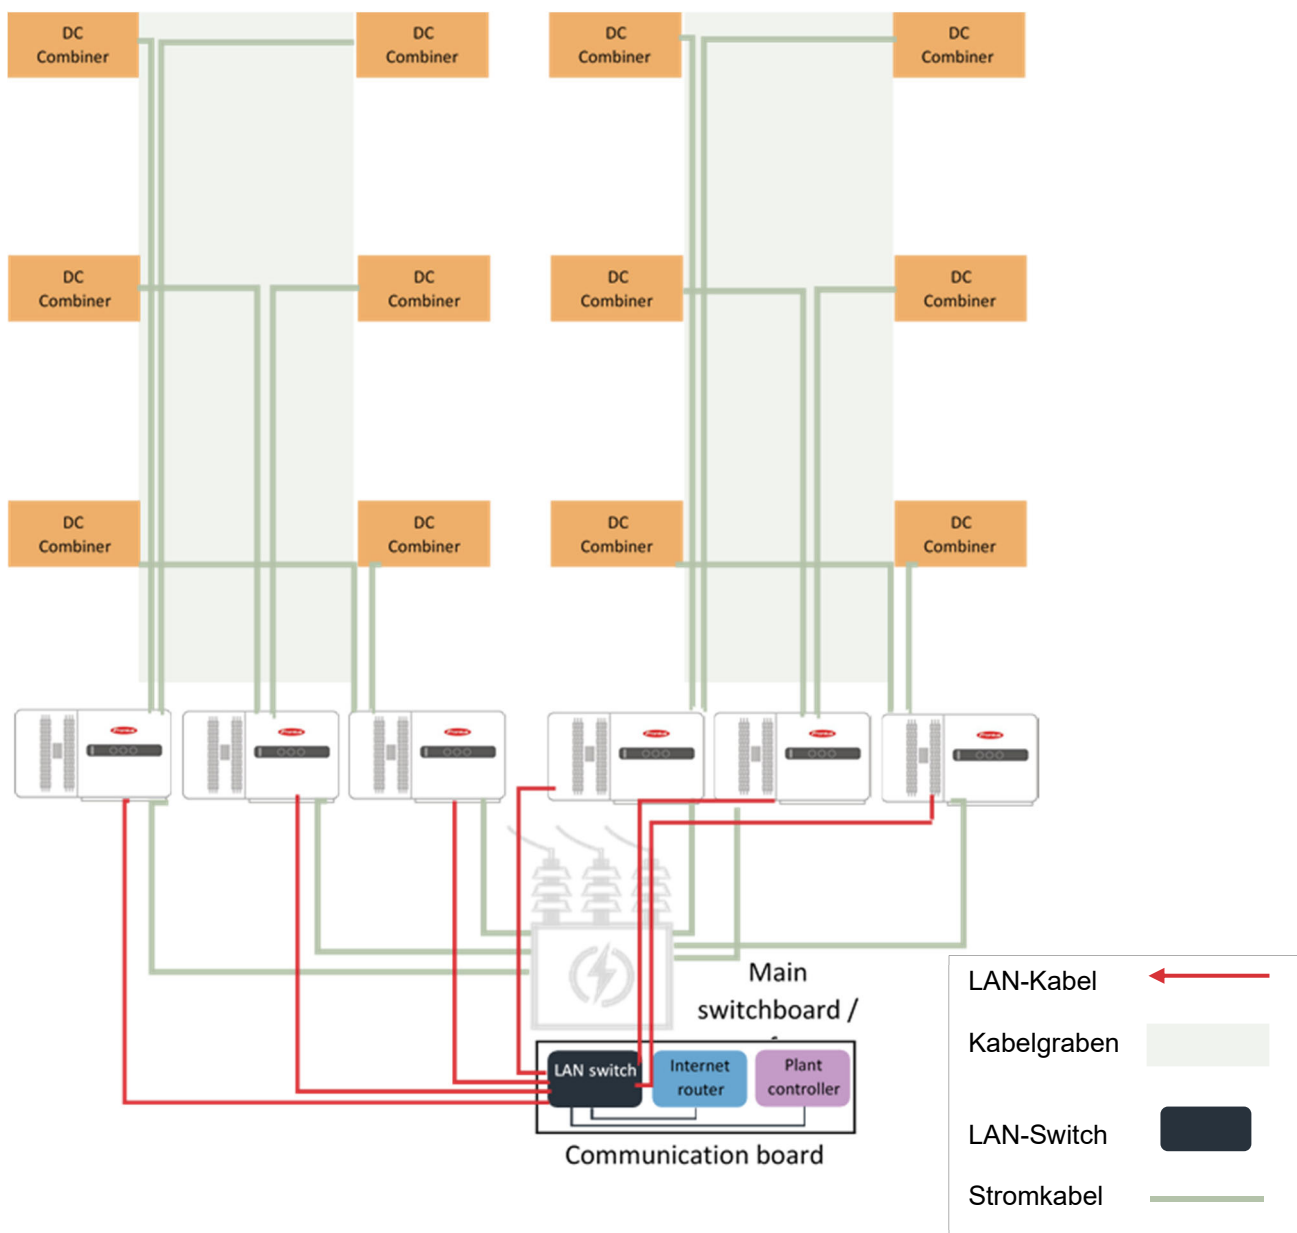 DC
Combiner
DC
Combiner
DC
Combiner
DC
Combiner
DC
Combiner
DC
Combiner
DC
Combiner
DC
Combiner
DC
Combiner
DC
Combiner
DC
Combiner
DC
Combiner
Main
switchboard /
LAN switch
Internet
router
Plant
controller
Communication board
LAN-Kabel
Kabelgraben
LAN-Switch
Stromkabel